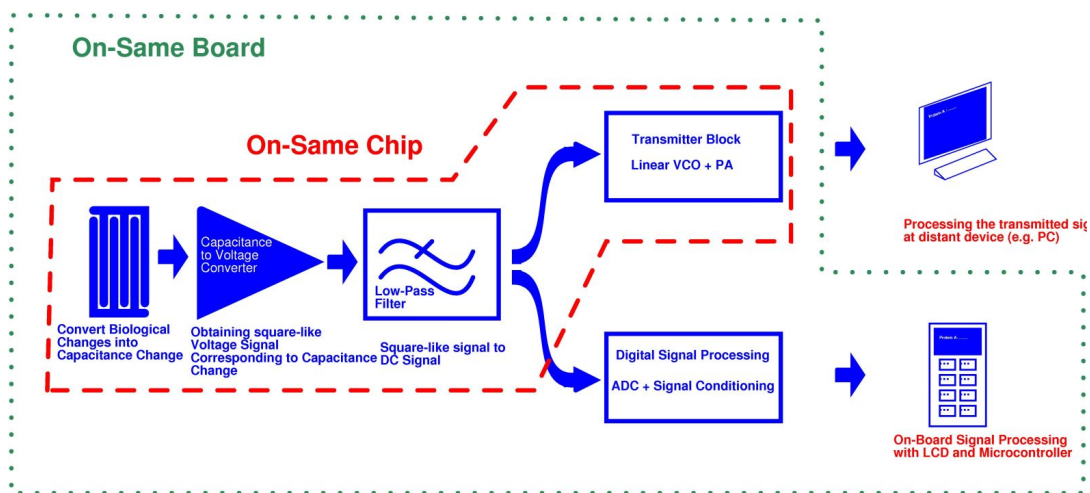 On-Same Board
On-Same Chip
Transmitter Block
Linear VCO + PA
Capacitance
to Voltage
Converter
Low-Pass
Filter
Convert Biological
Changes into
Capacitance Change
Obtaining square-like
Voltage Signal
Corresponding to Capacitance
Change
Square-like signal to
DC Signal
Digital Signal Processing
ADC + Signal Conditioning
Protein A :
Processing the transmitted sig
at distant device (e.g. PC)
Protein A :
On-Board Signal Processing
with LCD and Microcontroller